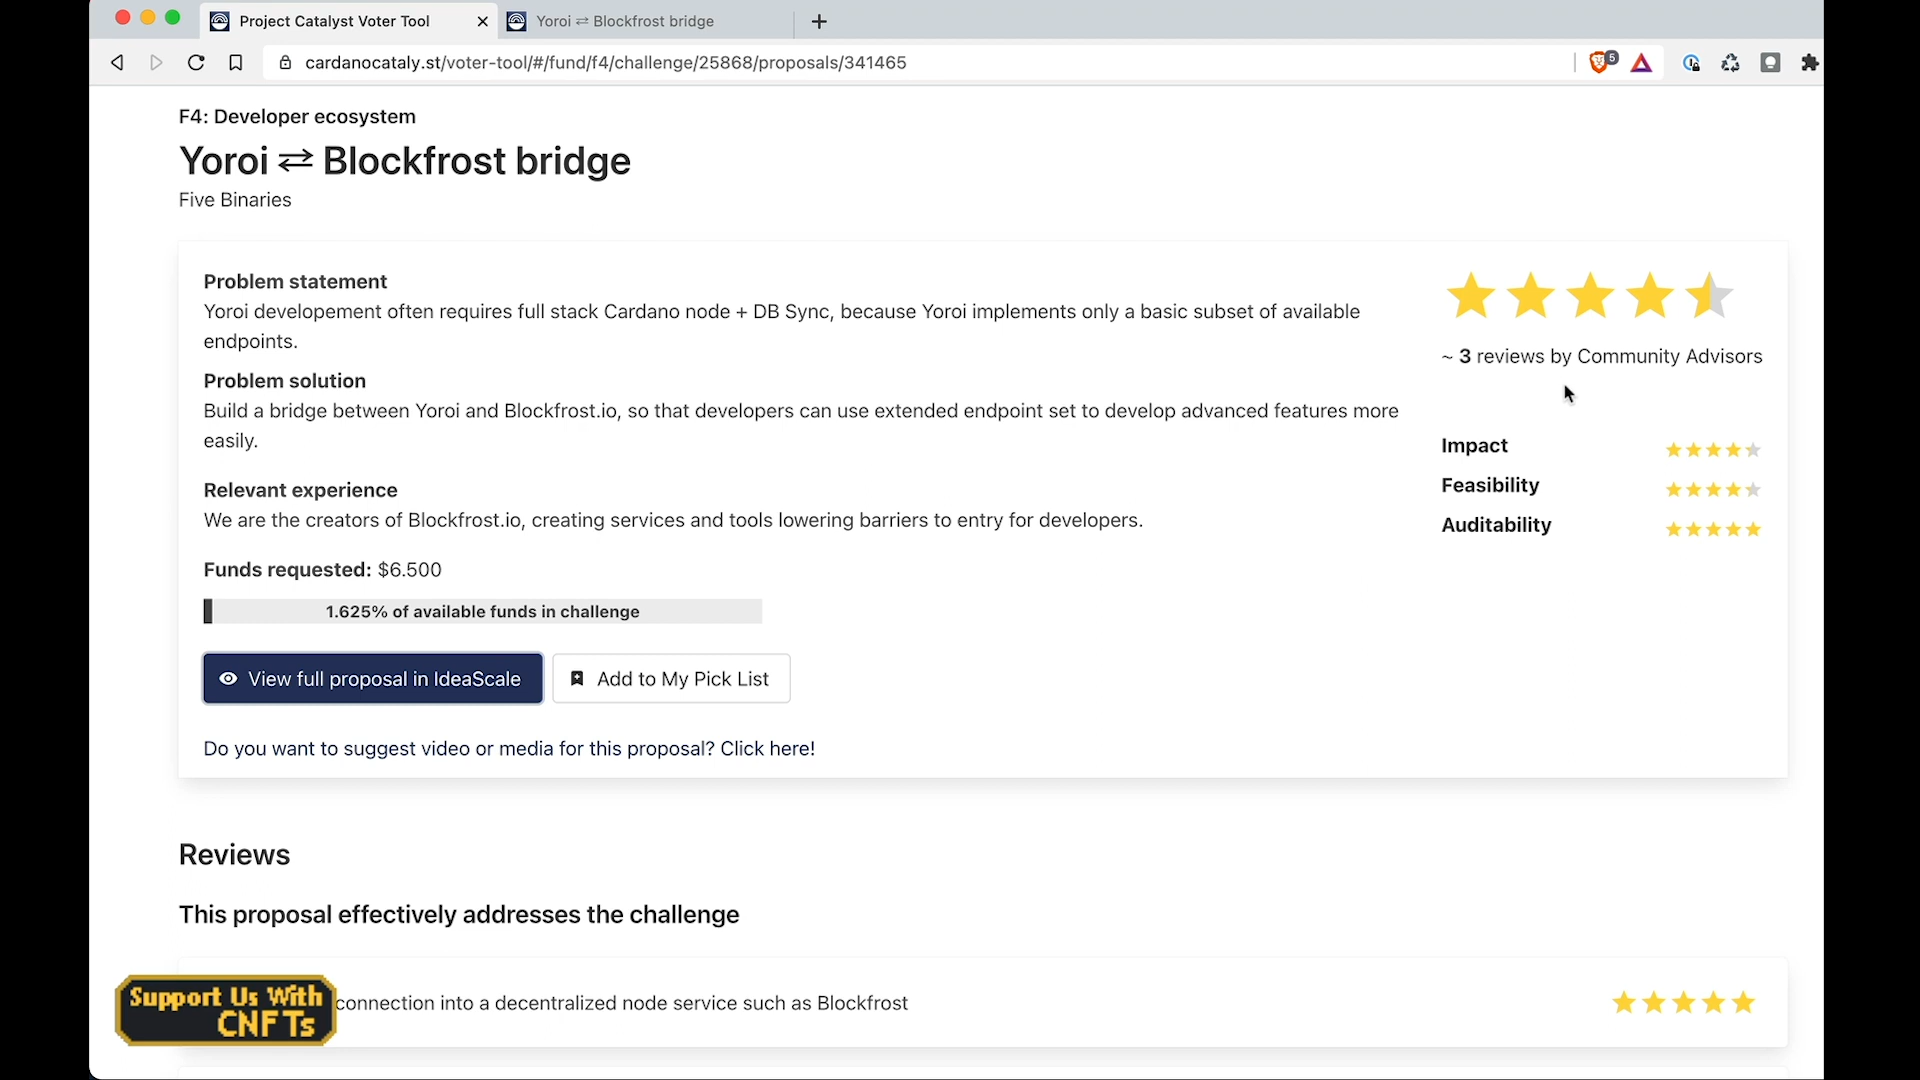 Project Catalyst Voter Tool
Yoroi ⇄ Blockfrost bridge
cardanocataly.st/voter-tool/#/fund/f4/challenge/25868/proposals/341465
5
F4: Developer ecosystem
Yoroi ⇄ Blockfrost bridge
Five Binaries
Problem statement
Yoroi developement often requires full stack Cardano node + DB Sync, because Yoroi implements only a basic subset of available
endpoints.
Problem solution
Build a bridge between Yoroi and Blockfrost.io, so that developers can use extended endpoint set to develop advanced features more
easily.
Relevant experience
We are the creators of Blockfrost.io, creating services and tools lowering barriers to entry for developers.
Funds requested: $6.500
1.625% of available funds in challenge
View full proposal in IdeaScale
Add to My Pick List
Do you want to suggest video or media for this proposal? Click here!
~ 3 reviews by Community Advisors
Impact
Feasibility
Auditability
Reviews
This proposal effectively addresses the challenge
connection into a decentralized node service such as Blockfrost
Support Us With
CNFTs